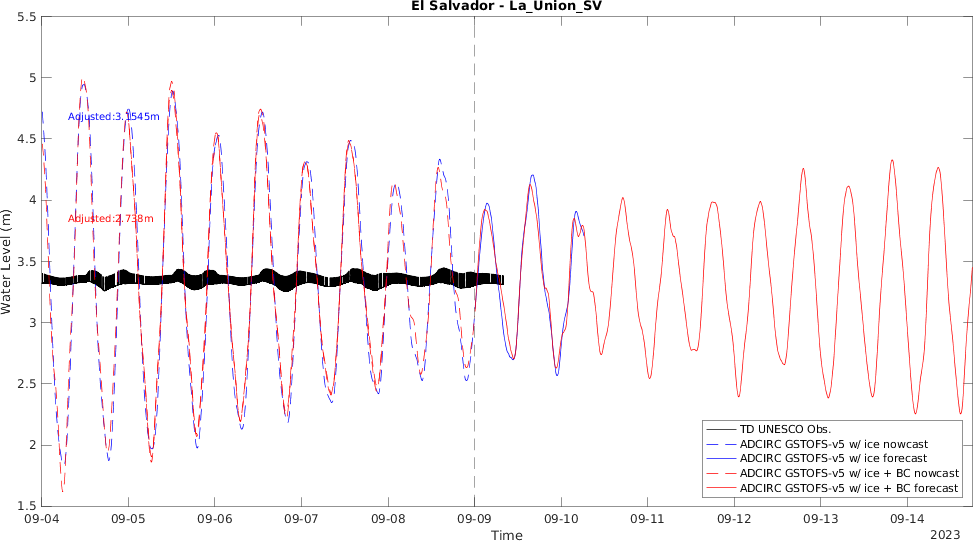 El Salvador - La_Union_SV
Water Level (m)
5.5
5
4.5
4
3.5
3
2.5
2
1.5
Adjusted:3.1545m
Adjusted:2.738m
TD UNESCO Obs.
ADCIRC GSTOFS-v5 w/ ice nowcast
ADCIRC GSTOFS-v5 w/ ice forecast
ADCIRC GSTOFS-v5 w/ ice + BC nowcast
ADCIRC GSTOFS-v5 w/ ice + BC forecast
09-04 09-05 09-06 09-07 09-08 09-09 09-10 09-11 09-12 09-13 09-14
Time
2023